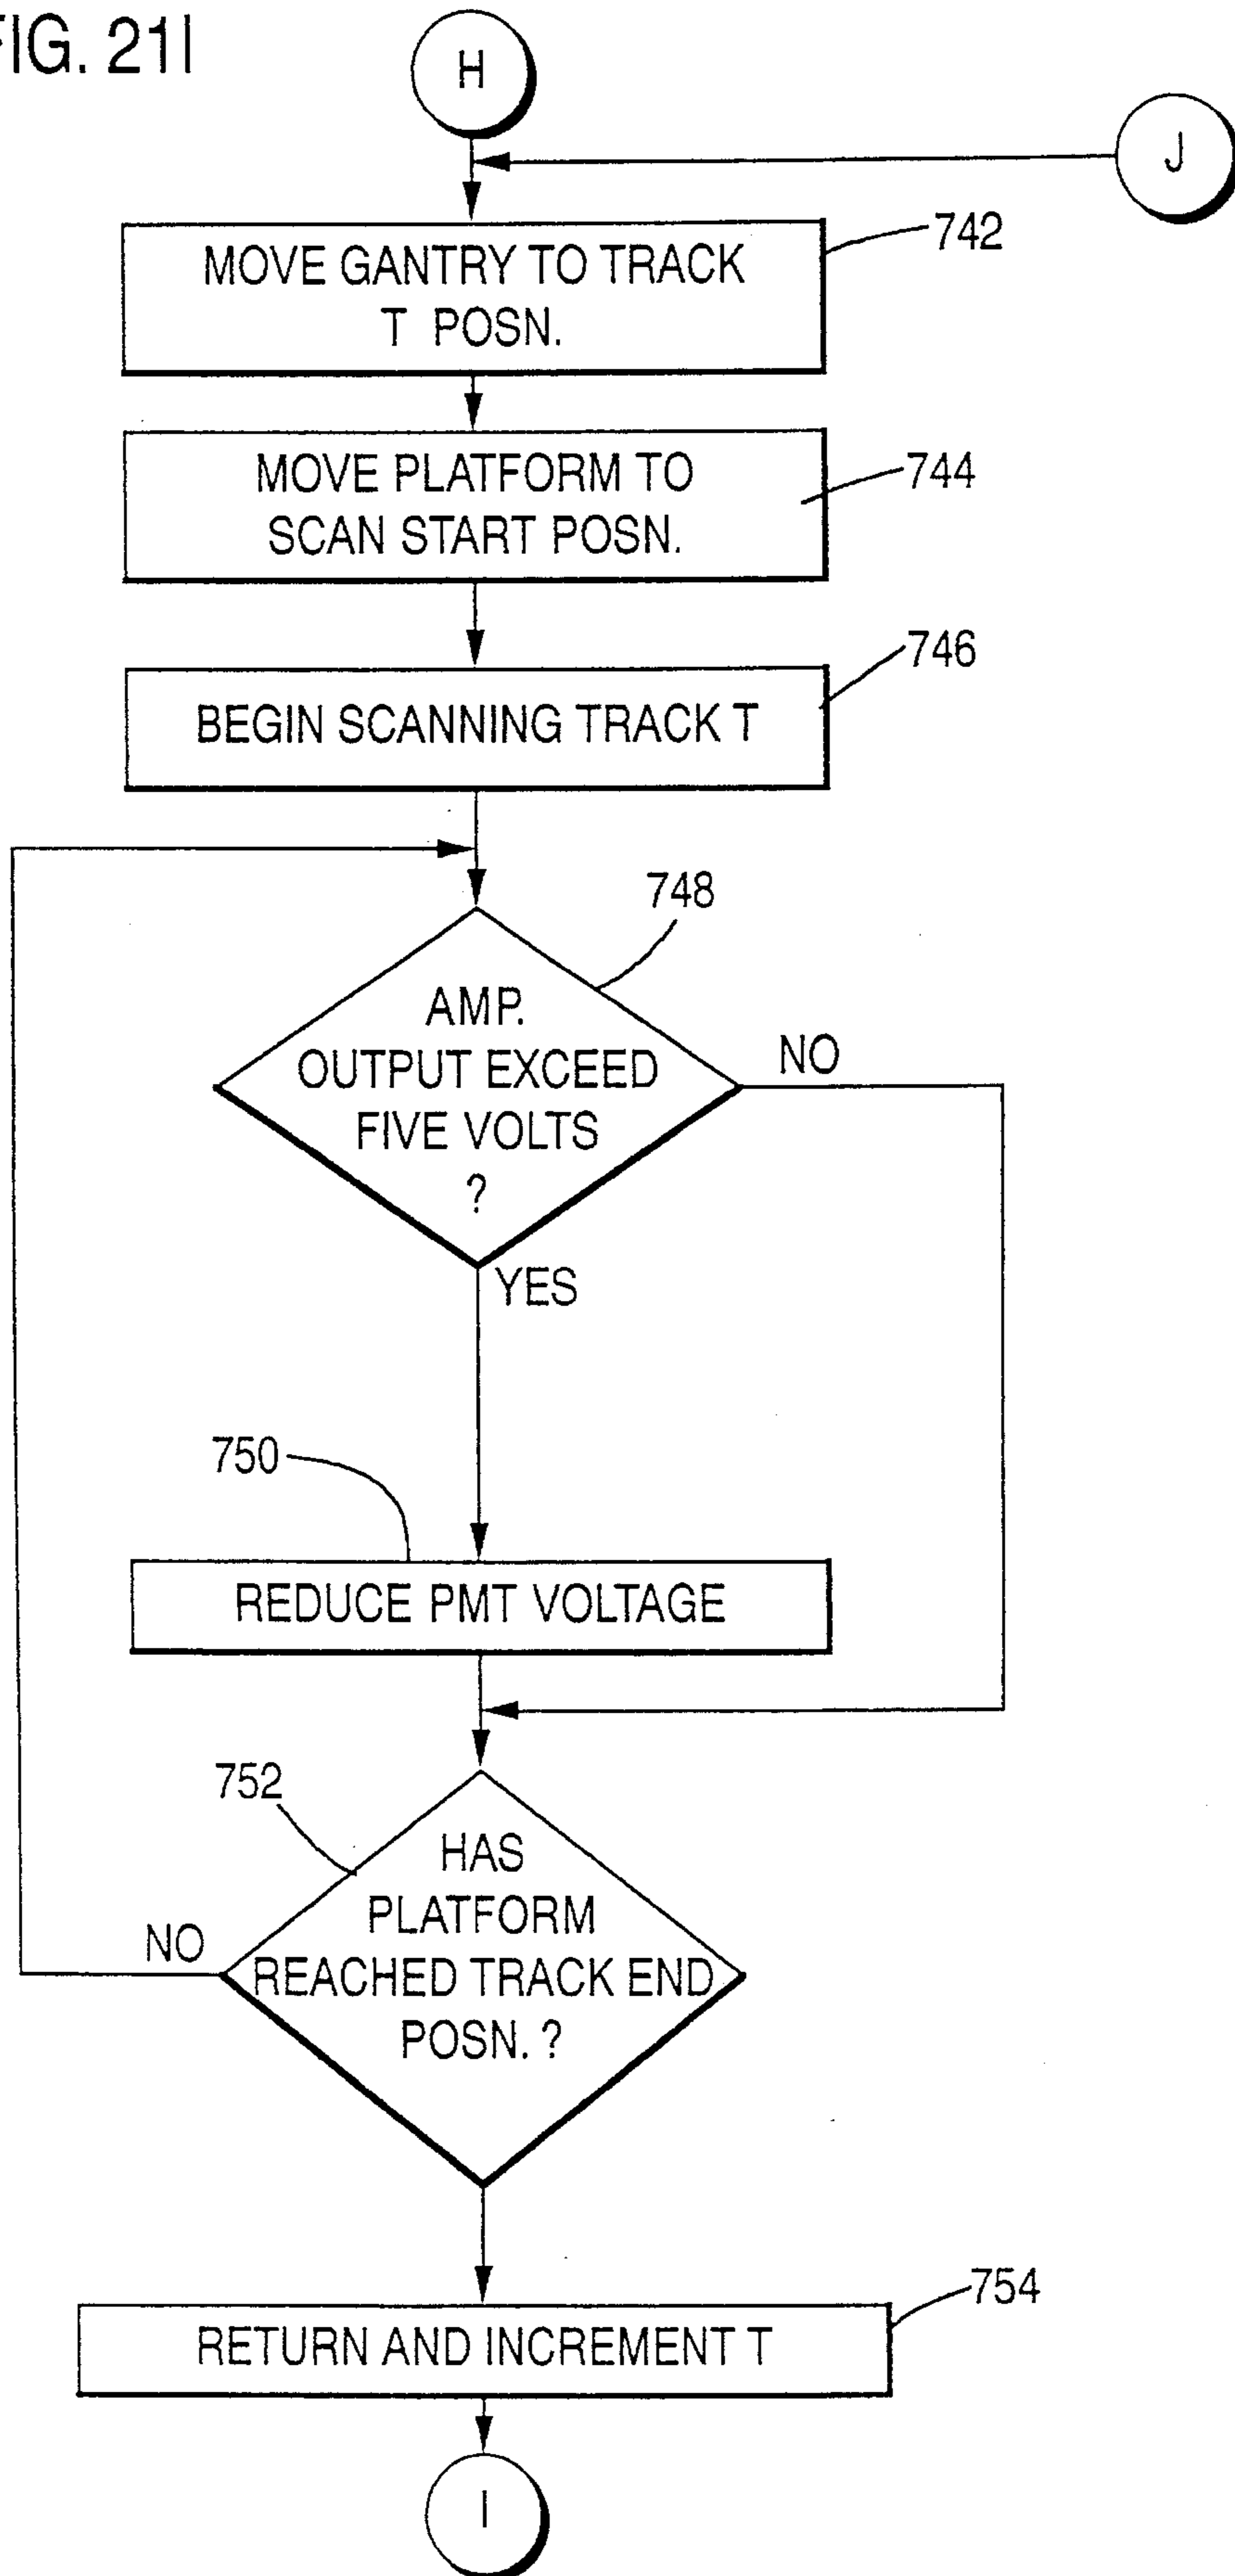 FIG. 21I
H
J
742
MOVE GANTRY TO TRACK
T POSN.
744
MOVE PLATFORM TO
SCAN START POSN.
746
BEGIN SCANNING TRACK T
748
AMP.
OUTPUT EXCEED
FIVE VOLTS
?
NO
YES
750
REDUCE PMT VOLTAGE
752
HAS
PLATFORM
REACHED TRACK END
POSN. ?
NO
754
RETURN AND INCREMENT T
I